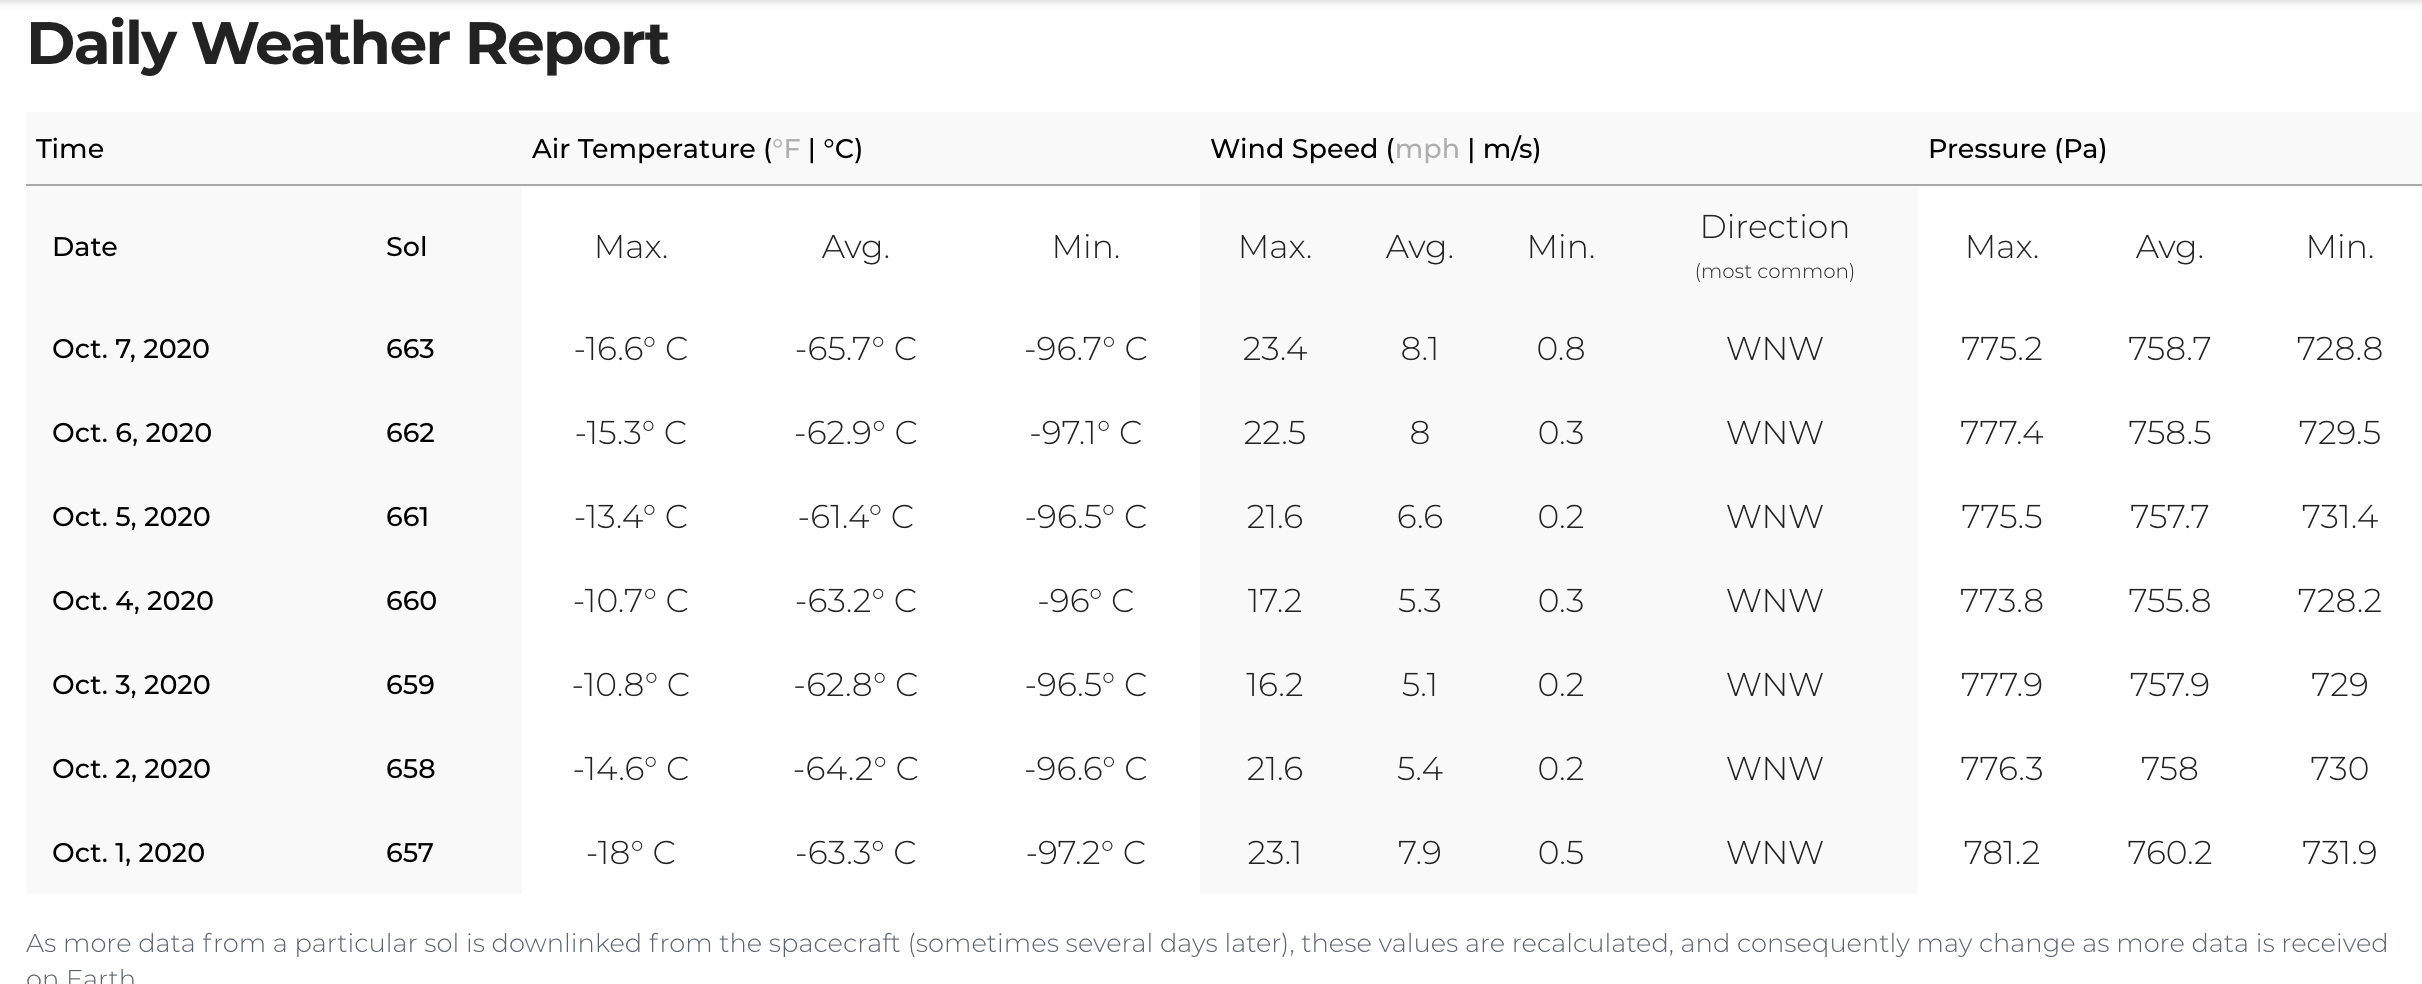 Daily Weather Report
Time Air Temperature (°F | °C) Wind Speed (mph | m/s) Pressure (Pa)
Date Sol Max. Avg. Min. Max. Avg. Min. Direction Max. Avg. Min.
(most common)
Oct. 7, 2020 663 -16.6° C -65.7° C -96.7° C 23.4 8.1 0.8 WNW 775.2 758.7 728.8
Oct. 6, 2020 662 -15.3° C -62.9° C -97.1° C 22.5 8 0.3 WNW 777.4 758.5 729.5
Oct. 5, 2020 661 -13.4° C -61.4° C -96.5° C 21.6 6.6 0.2 WNW 775.5 757.7 731.4
Oct. 4, 2020 660 -10.7° C -63.2° C -96° C 17.2 5.3 0.3 WNW 773.8 755.8 728.2
Oct. 3, 2020 659 -10.8° C -62.8° C -96.5° C 16.2 5.1 0.2 WNW 777.9 757.9 729
Oct. 2, 2020 658 -14.6° C -64.2° C -96.6° C 21.6 5.4 0.2 WNW 776.3 758 730
Oct. 1, 2020 657 -18° C -63.3° C -97.2° C 23.1 7.9 0.5 WNW 781.2 760.2 731.9
As more data from a particular sol is downlinked from the spacecraft (sometimes several days later), these values are recalculated, and consequently may change as more data is received
on Earth